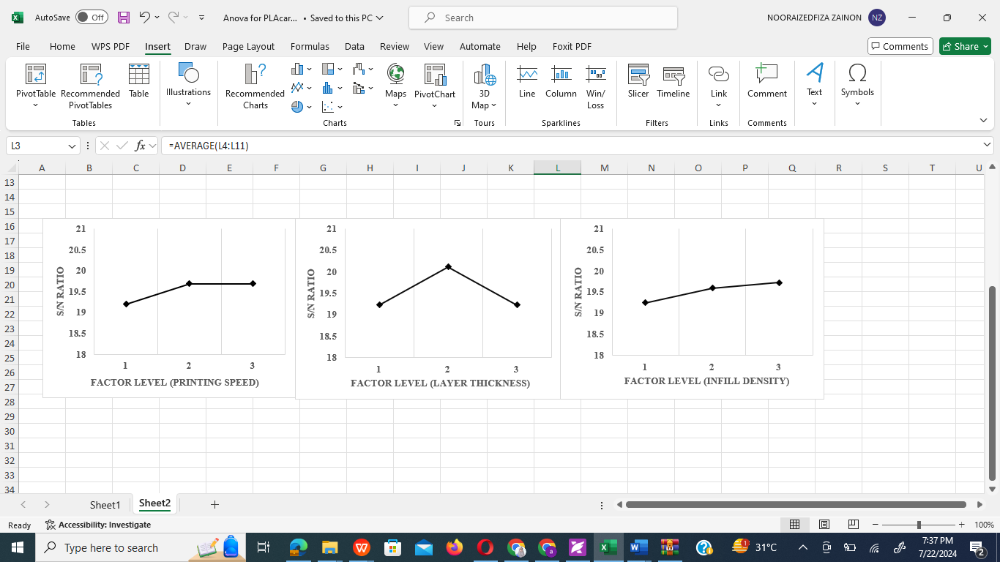 AutoSave Off Anova for PLAcar... • Saved to this PC Search NOORAIZEDFIZA ZAINON NZ
File Home WPS PDF Insert Draw Page Layout Formulas Data Review View Automate Help Foxit PDF Comments Share
PivotTable Recommended PivotTables Table Illustrations Recommended Charts Maps PivotChart 3D Map Line Column Win/ Loss Slicer Timeline Link Comment Text Symbols
Tables Charts Tours Sparklines Filters Links Comments
L3 fx =AVERAGE(L4:L11)
A B C D E F G H I J K L M N O P Q R S T U
13
14
15
16
17
18
19
20
21
22
23
24
25
26
27
28
29
30
31
32
33
34
21
20.5
20
19.5
19
18.5
18
S/N RATIO
1 2 3
FACTOR LEVEL (PRINTING SPEED)
21
20.5
20
19.5
19
18.5
18
S/N RATIO
1 2 3
FACTOR LEVEL (LAYER THICKNESS)
21
20.5
20
19.5
19
18.5
18
S/N RATIO
1 2 3
FACTOR LEVEL (INFILL DENSITY)
Sheet1 Sheet2
Ready Accessibility: Investigate 100%
Type here to search 31°C 7:37 PM
7/22/2024 2